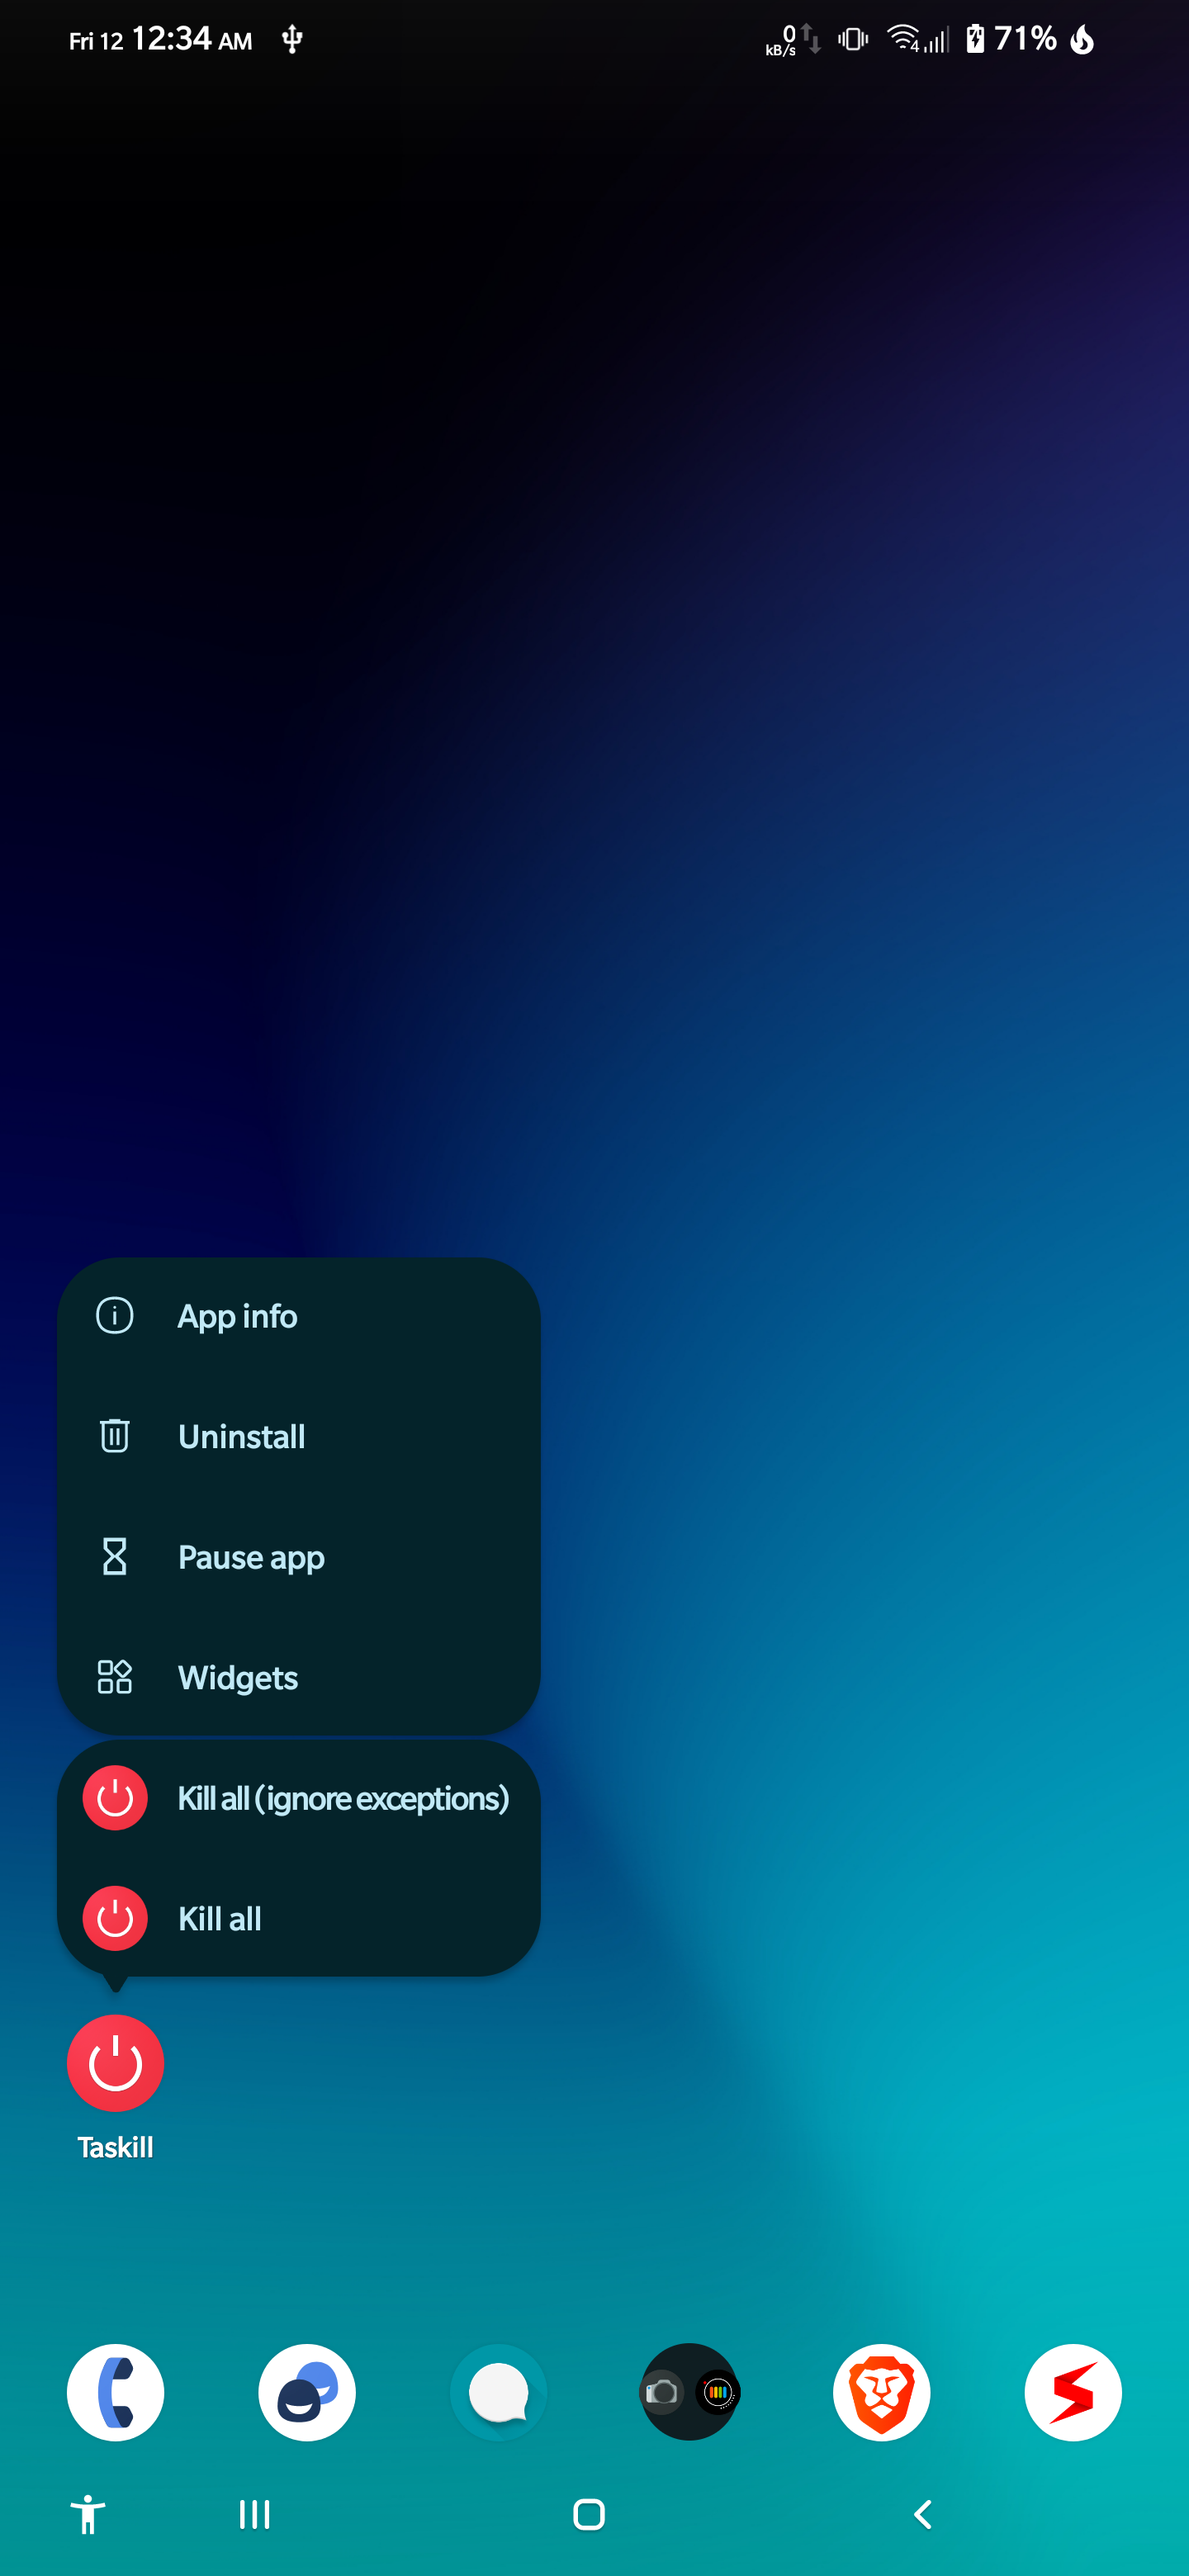 Fri 12 12:34 AM
0 kB/s 4 71%
App info
Uninstall
Pause app
Widgets
Kill all (ignore exceptions)
Kill all
Taskill